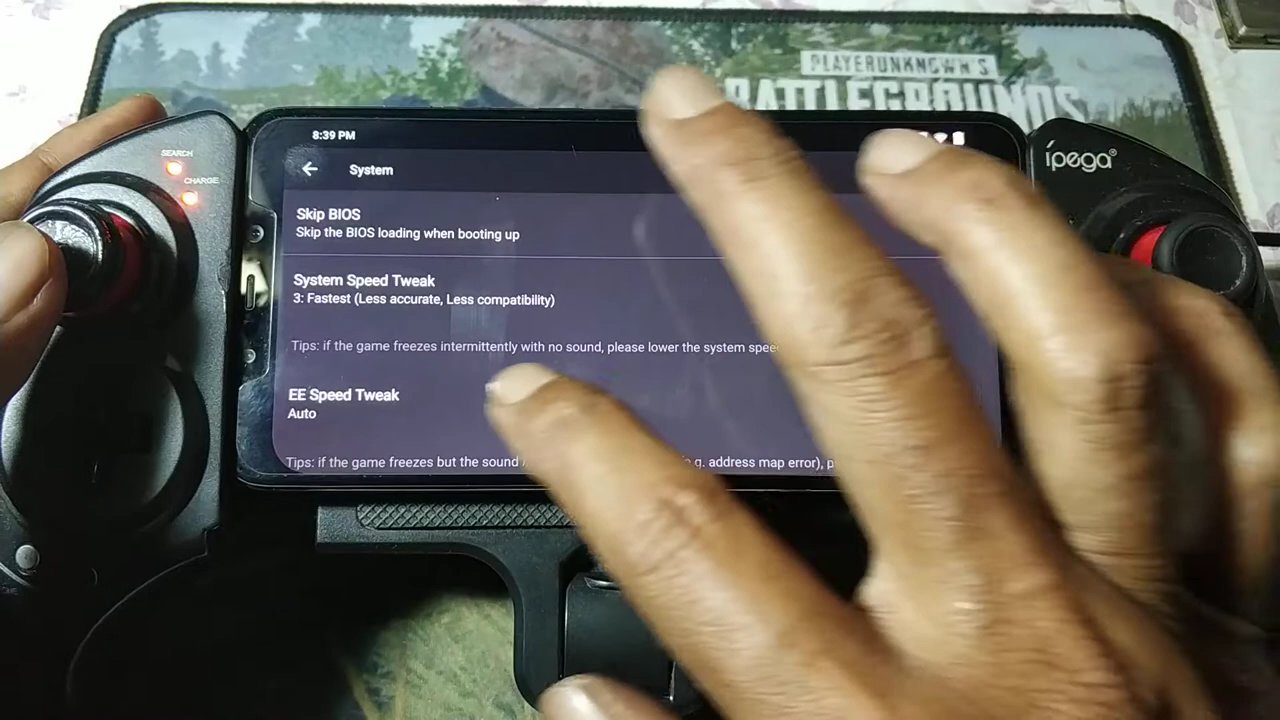 PLAYERUNKNOWN'S
BATTLEGROUNDS
SEARCH
CHARGE
ípega®
8:39 PM
System
Skip BIOS
Skip the BIOS loading when booting up
System Speed Tweak
3: Fastest (Less accurate, Less compatibility)
Tips: if the game freezes intermittently with no sound, please lower the system
EE Speed Tweak
Auto
Tips: if the game freezes but the sound address map error),